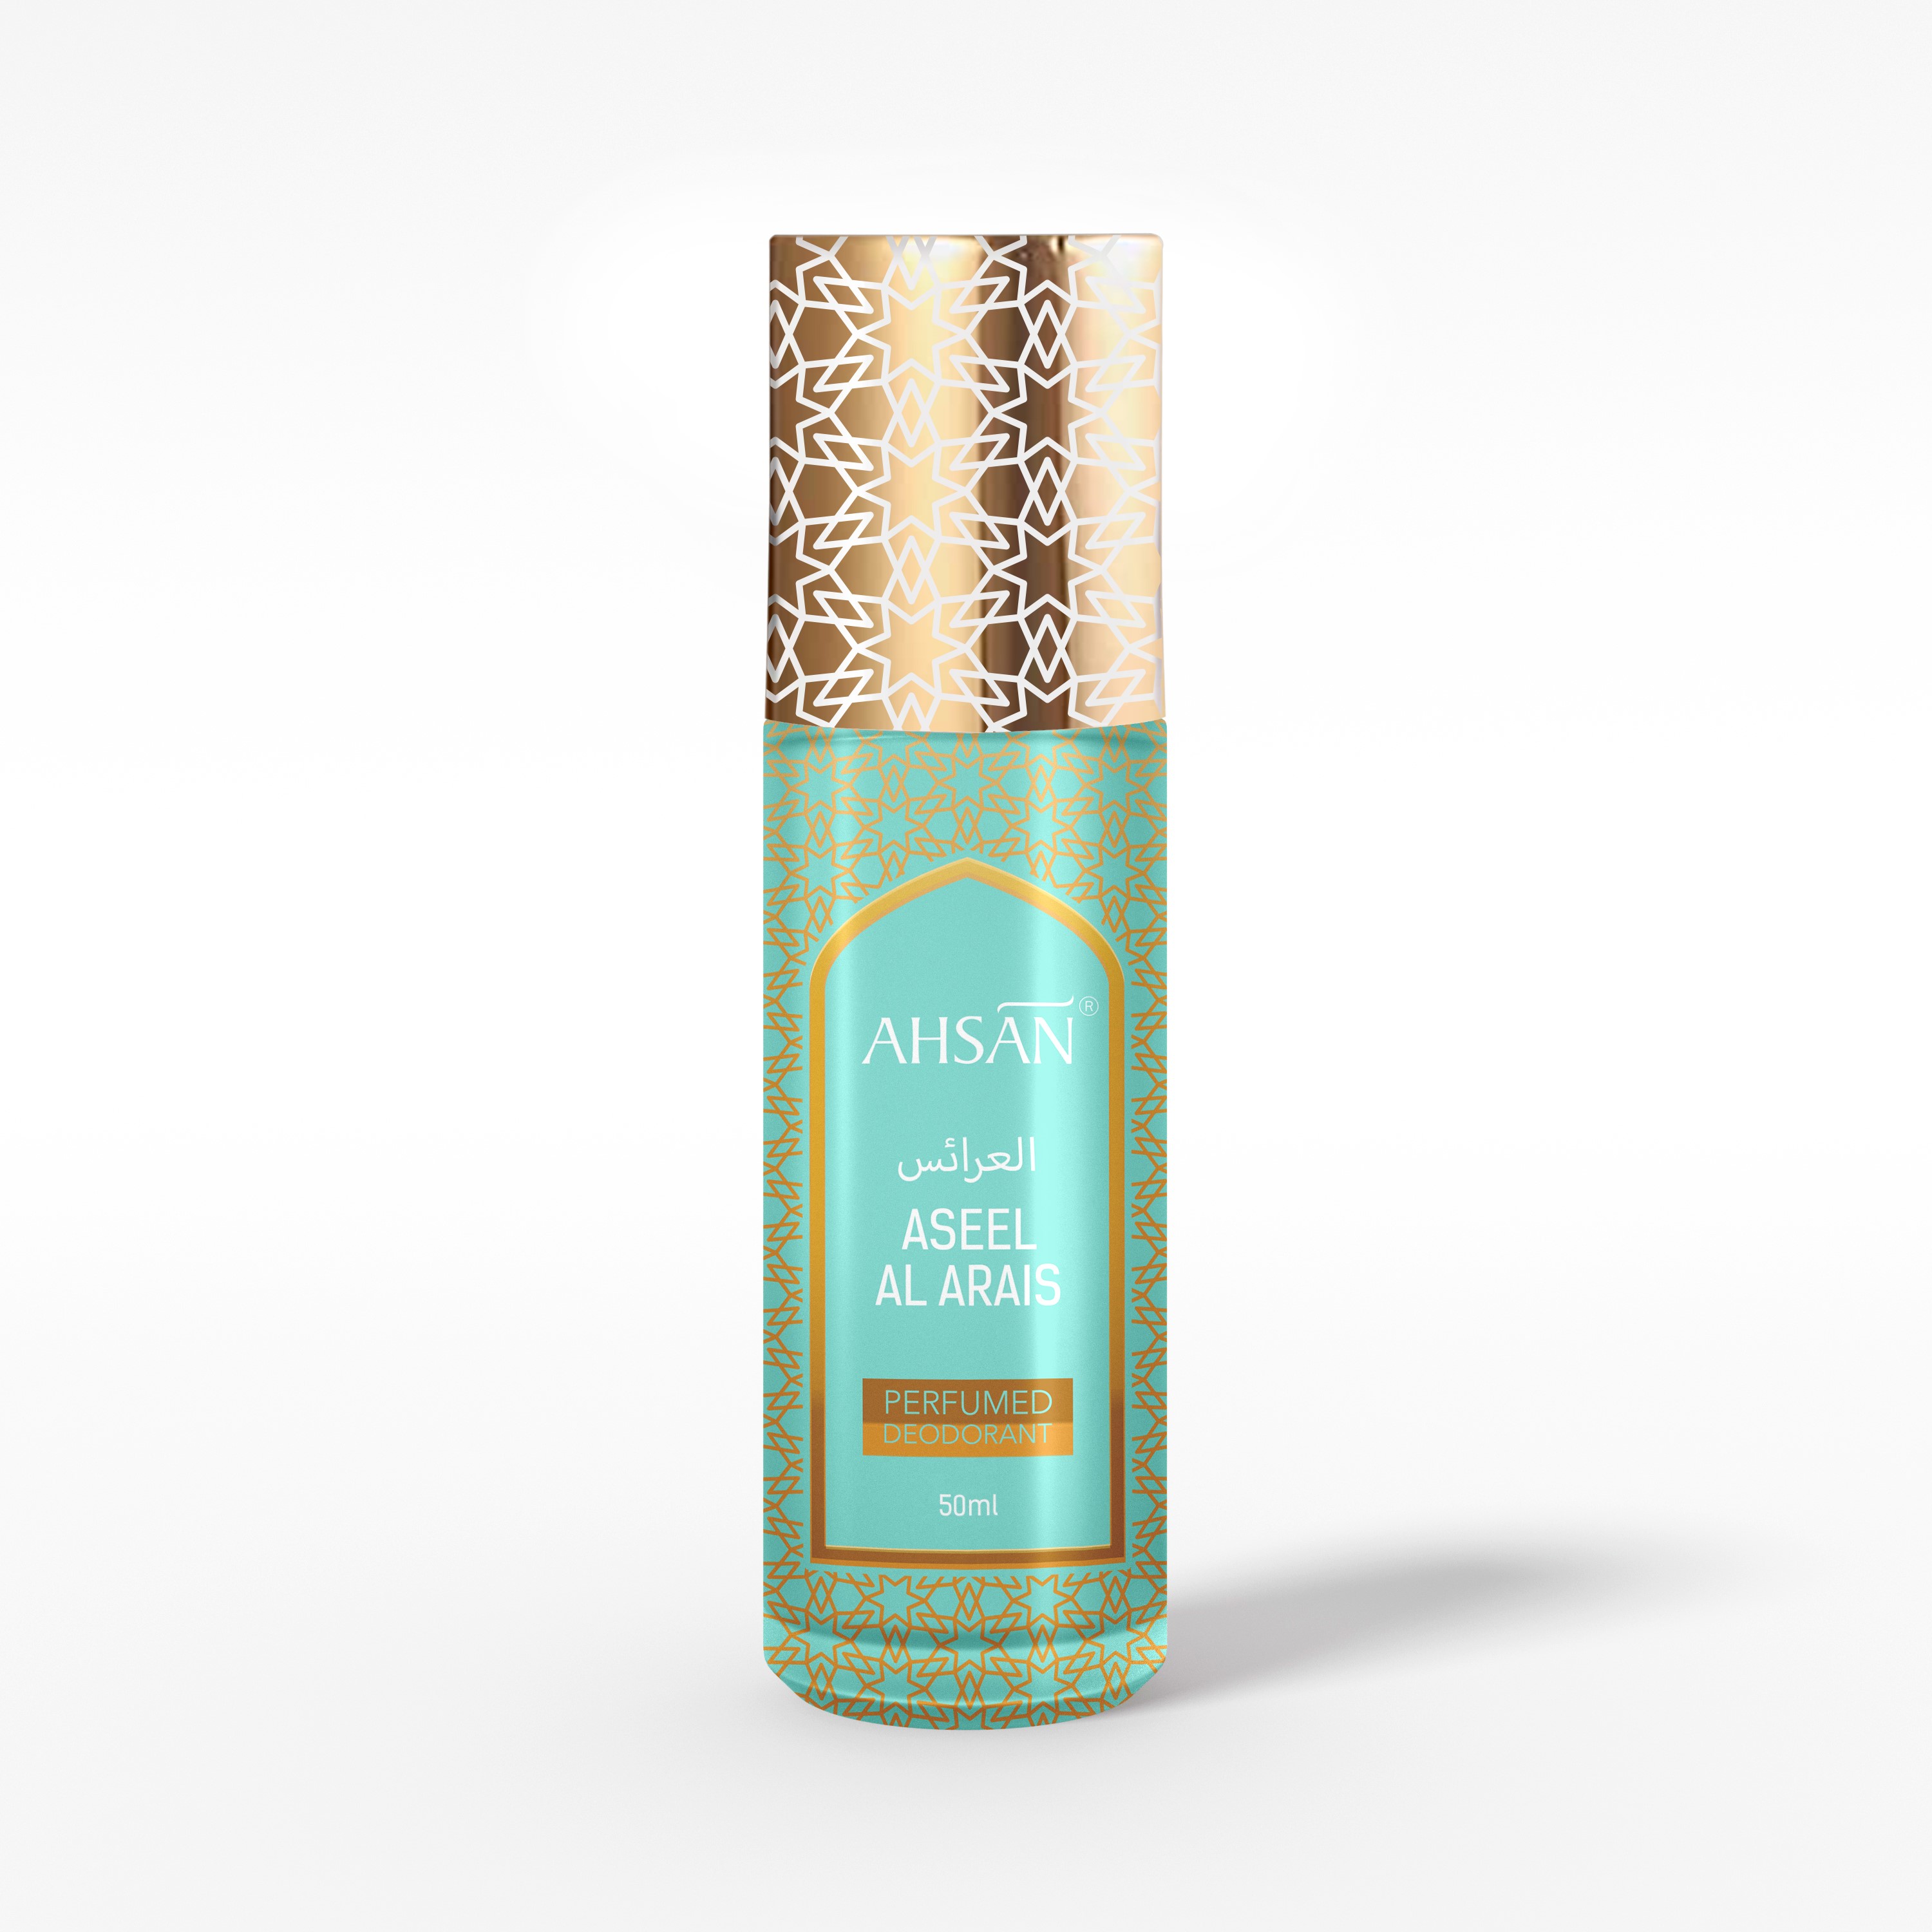 AHSAN®
العرائس
ASEEL
AL ARAIS
PERFUMED
DEODORANT
50ml